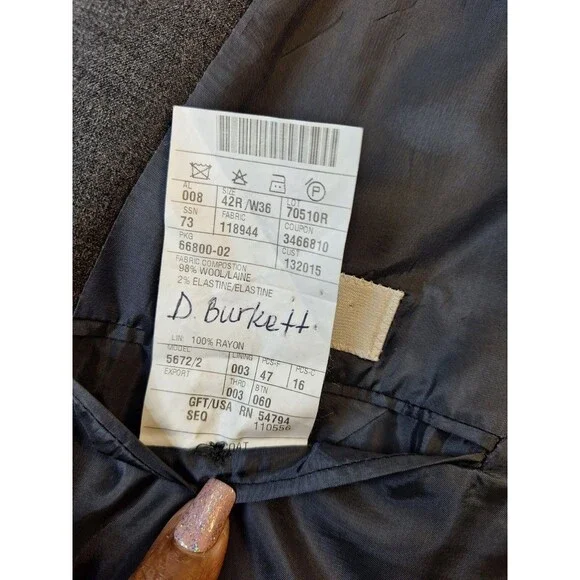 P
AL SIZE LOT
008 42R/W36 70510R
SSN FABRIC COUPON
73 118944 3466810
PKG CUST
66800-02 132015
FABRIC COMPOSTION
98% WOOL/LAINE
2% ELASTINE/ELASTINE
D. Burkett
LIN: 100% RAYON
MODEL LINING PCS-F PCS-C
5672/2 003 47 16
EXPORT THRD BTN
003 060
GFT/USA RN 54794
SEQ 110556
COAT